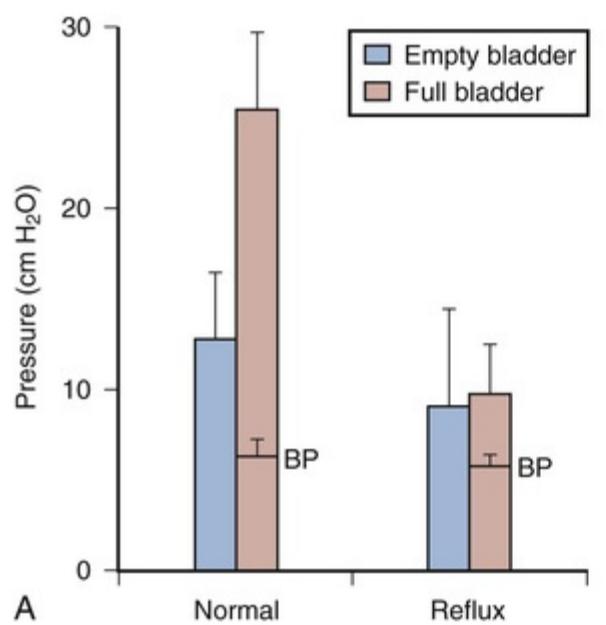 30
20
10
0
Pressure (cm H₂O)
Empty bladder
Full bladder
BP
BP
A
Normal
Reflux